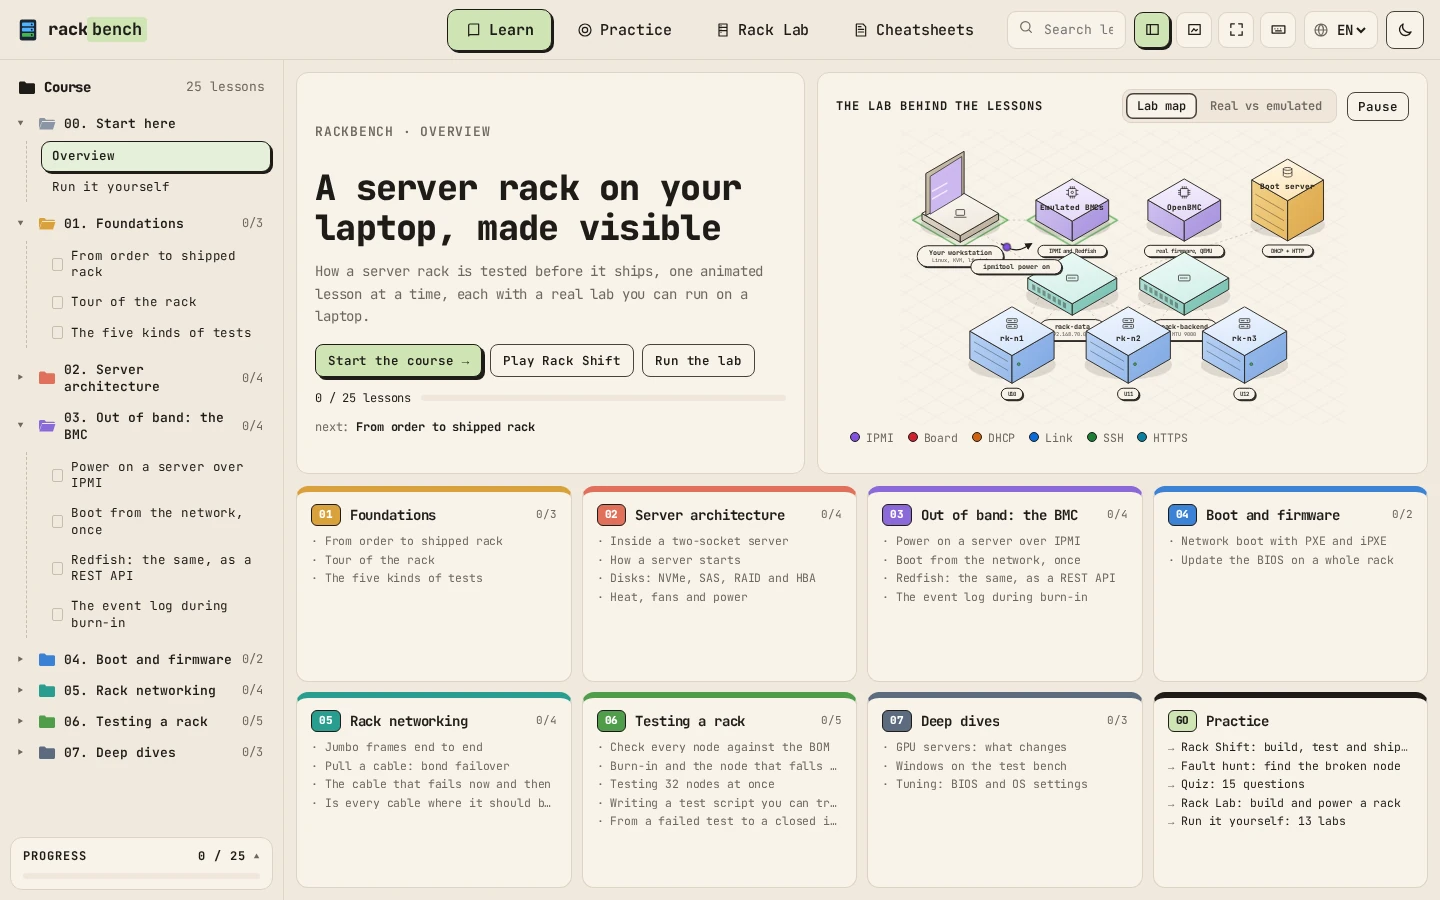 rackbench
Learn
Practice
Rack Lab
Cheatsheets
EN
Course
25 lessons
00. Start here
Overview
Run it yourself
01. Foundations 0/3
From order to shipped
rack
Tour of the rack
The five kinds of tests
02. Server
architecture
0/4
03. Out of band: the
BMC
0/4
Power on a server over
IPMI
Boot from the network,
once
Redfish: the same, as a
REST API
The event log during
burn-in
04. Boot and firmware 0/2
05. Rack networking 0/4
06. Testing a rack 0/5
07. Deep dives 0/3
PROGRESS 0 / 25
RACKBENCH · OVERVIEW
A server rack on your
laptop, made visible
How a server rack is tested before it ships, one animated
lesson at a time, each with a real lab you can run on a
laptop.
Start the course →
Play Rack Shift
Run the lab
0 / 25 lessons
next: From order to shipped rack
THE LAB BEHIND THE LESSONS
Lab map
Real vs emulated
Pause
Emulated BMCs
OpenBMC
Boot server
Your workstation
IPMI and Redfish
real firmware, QEMU
DHCP + HTTP
ipmitool power on
rack-data
MTU 9000
rk-n1
rk-n2
rk-n3
U10
U11
U12
IPMI
Board
DHCP
Link
SSH
HTTPS
01 Foundations 0/3
· From order to shipped rack
· Tour of the rack
· The five kinds of tests
02 Server architecture 0/4
· Inside a two-socket server
· How a server starts
· Disks: NVMe, SAS, RAID and HBA
· Heat, fans and power
03 Out of band: the BMC 0/4
· Power on a server over IPMI
· Boot from the network, once
· Redfish: the same, as a REST API
· The event log during burn-in
04 Boot and firmware 0/2
· Network boot with PXE and iPXE
· Update the BIOS on a whole rack
05 Rack networking 0/4
· Jumbo frames end to end
· Pull a cable: bond failover
· The cable that fails now and then
· Is every cable where it should b…
06 Testing a rack 0/5
· Check every node against the BOM
· Burn-in and the node that falls …
· Testing 32 nodes at once
· Writing a test script you can tr…
· From a failed test to a closed i…
07 Deep dives 0/3
· GPU servers: what changes
· Windows on the test bench
· Tuning: BIOS and OS settings
GO Practice
→ Rack Shift: build, test and ship…
→ Fault hunt: find the broken node
→ Quiz: 15 questions
→ Rack Lab: build and power a rack
→ Run it yourself: 13 labs